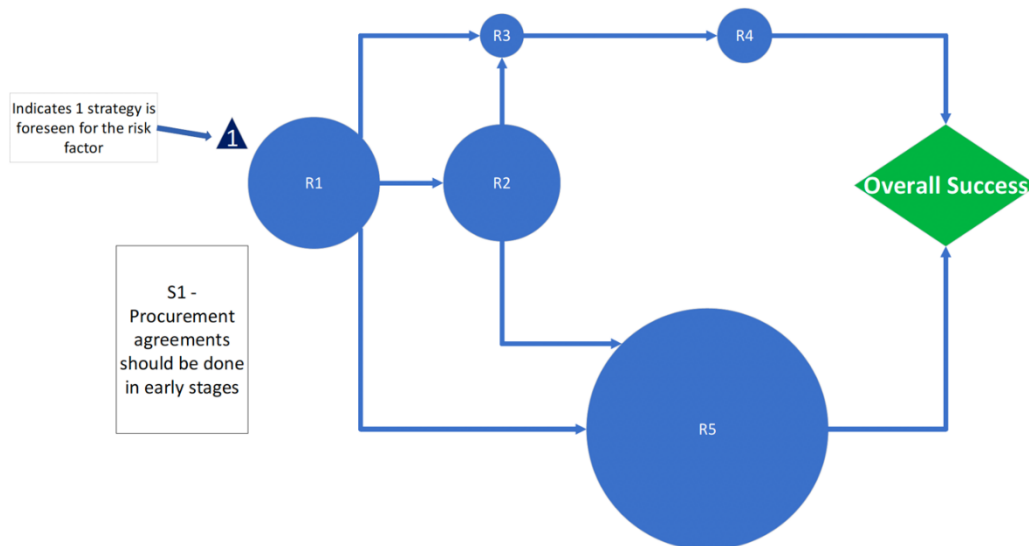 R3
R4
Indicates 1 strategy is
foreseen for the risk
factor
1
R1
R2
Overall Success
S1 -
Procurement
agreements
should be done
in early stages
R5